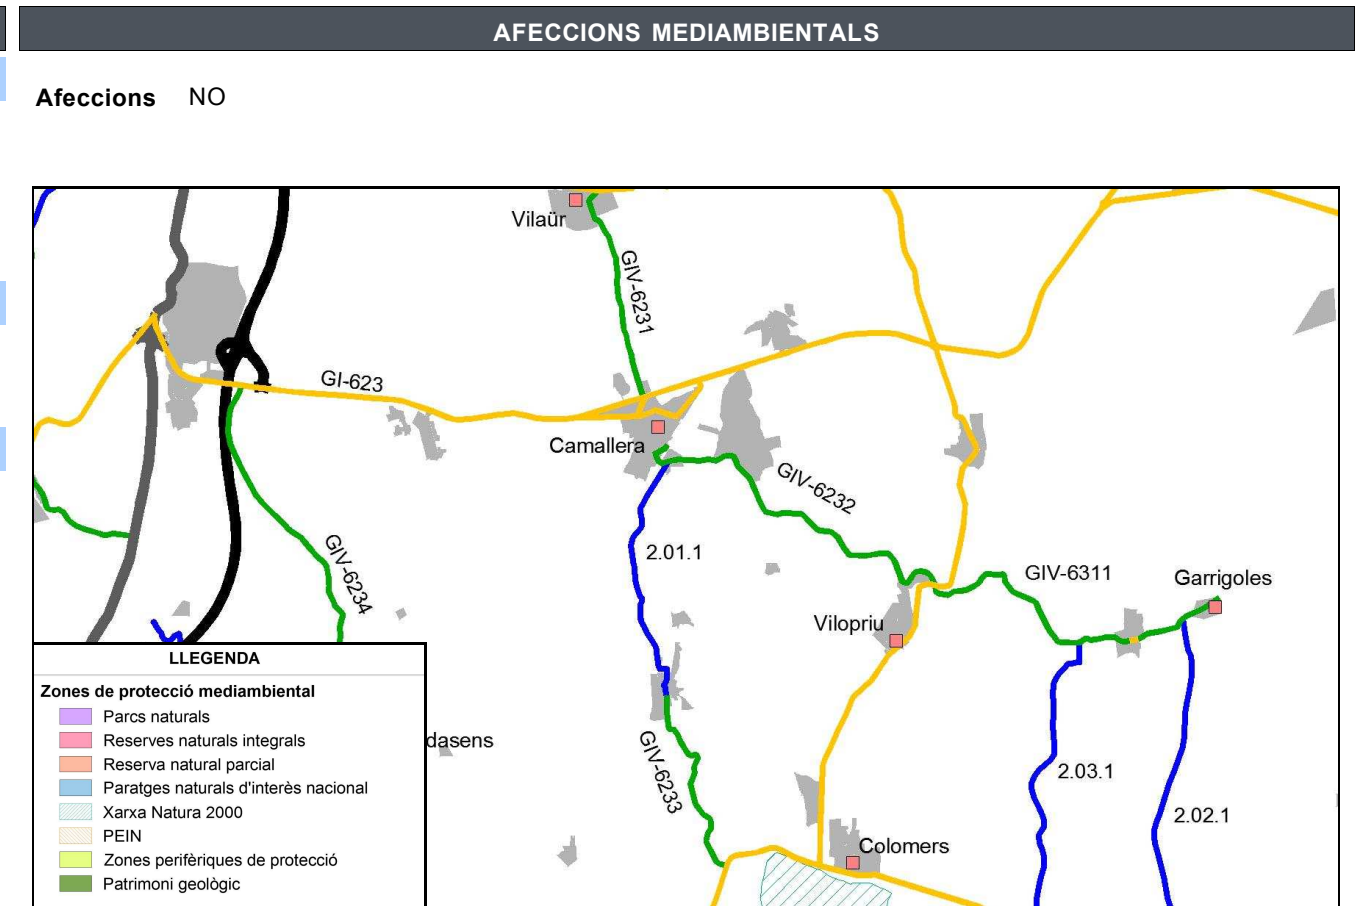 AFECCIONS MEDIAMBIENTALS
Afeccions NO
Vilaür
GIV-6231
GI-623
Camallera
GIV-6232
GIV-6234
2.01.1
GIV-6311
Garrigoles
Vilopriu
LLEGENDA
Zones de protecció mediambiental
Parcs naturals
Reserves naturals integrals
Reserva natural parcial
Paratges naturals d'interès nacional
Xarxa Natura 2000
PEIN
Zones perifèriques de protecció
Patrimoni geològic
dasens
GIV-6233
2.03.1
2.02.1
Colomers